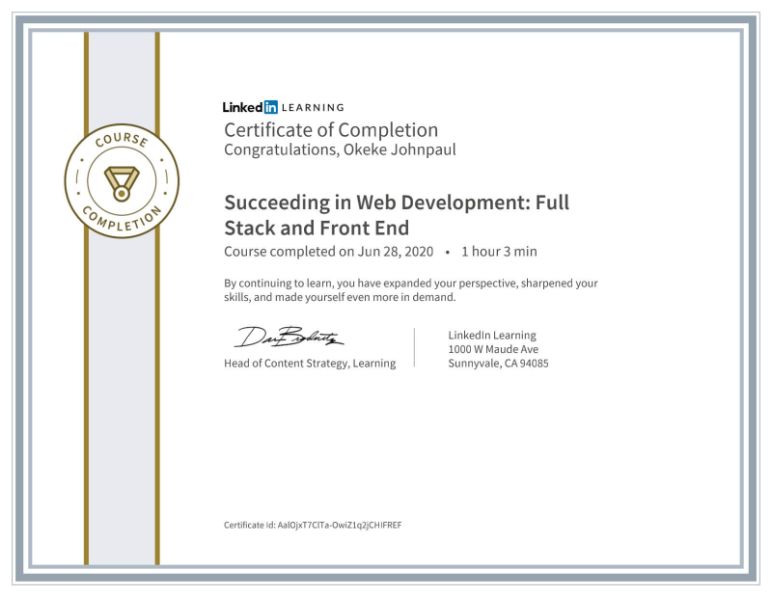 COURSE
COMPLETION
Linked in LEARNING
Certificate of Completion
Congratulations, Okeke Johnpaul
Succeeding in Web Development: Full
Stack and Front End
Course completed on Jun 28, 2020 • 1 hour 3 min
By continuing to learn, you have expanded your perspective, sharpened your
skills, and made yourself even more in demand.
Head of Content Strategy, Learning
LinkedIn Learning
1000 W Maude Ave
Sunnyvale, CA 94085
Certificate Id: